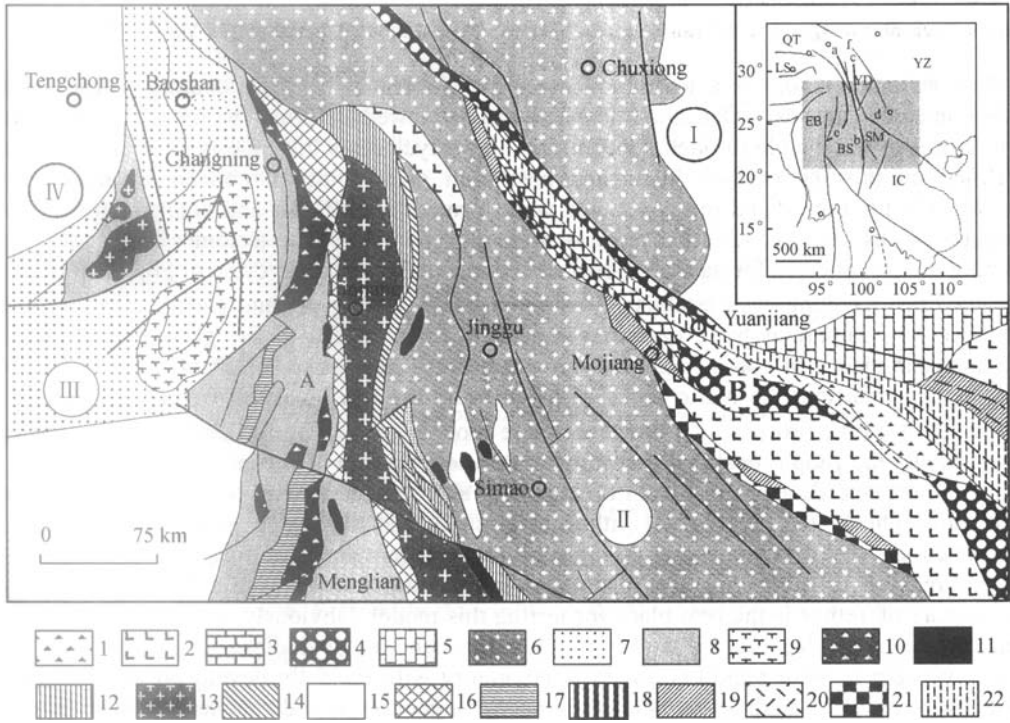 Tengchong
Baoshan
Chuxiong
Changning
I
IV
Jinggu
Yuanjiang
Mojiang
III
A
B
Simao
II
Menglian
0 75 km
QT
a
f
c
YZ
30°
LS
YD
25°
EB
d
c
b
SM
BS
20°
IC
15°
500 km
95° 100° 105° 110°
1 2 3 4 5 6 7 8 9 10 11
12 13 14 15 16 17 18 19 20 21 22